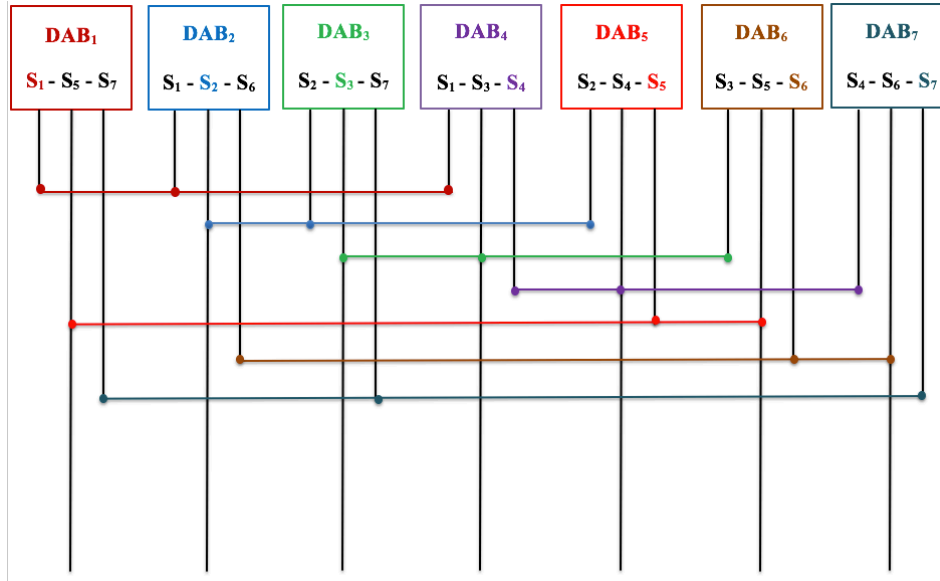 DAB₁ DAB₂ DAB₃ DAB₄ DAB₅ DAB₆ DAB₇
S₁ - S₅ - S₇ S₁ - S₂ - S₆ S₂ - S₃ - S₇ S₁ - S₃ - S₄ S₂ - S₄ - S₅ S₃ - S₅ - S₆ S₄ - S₆ - S₇